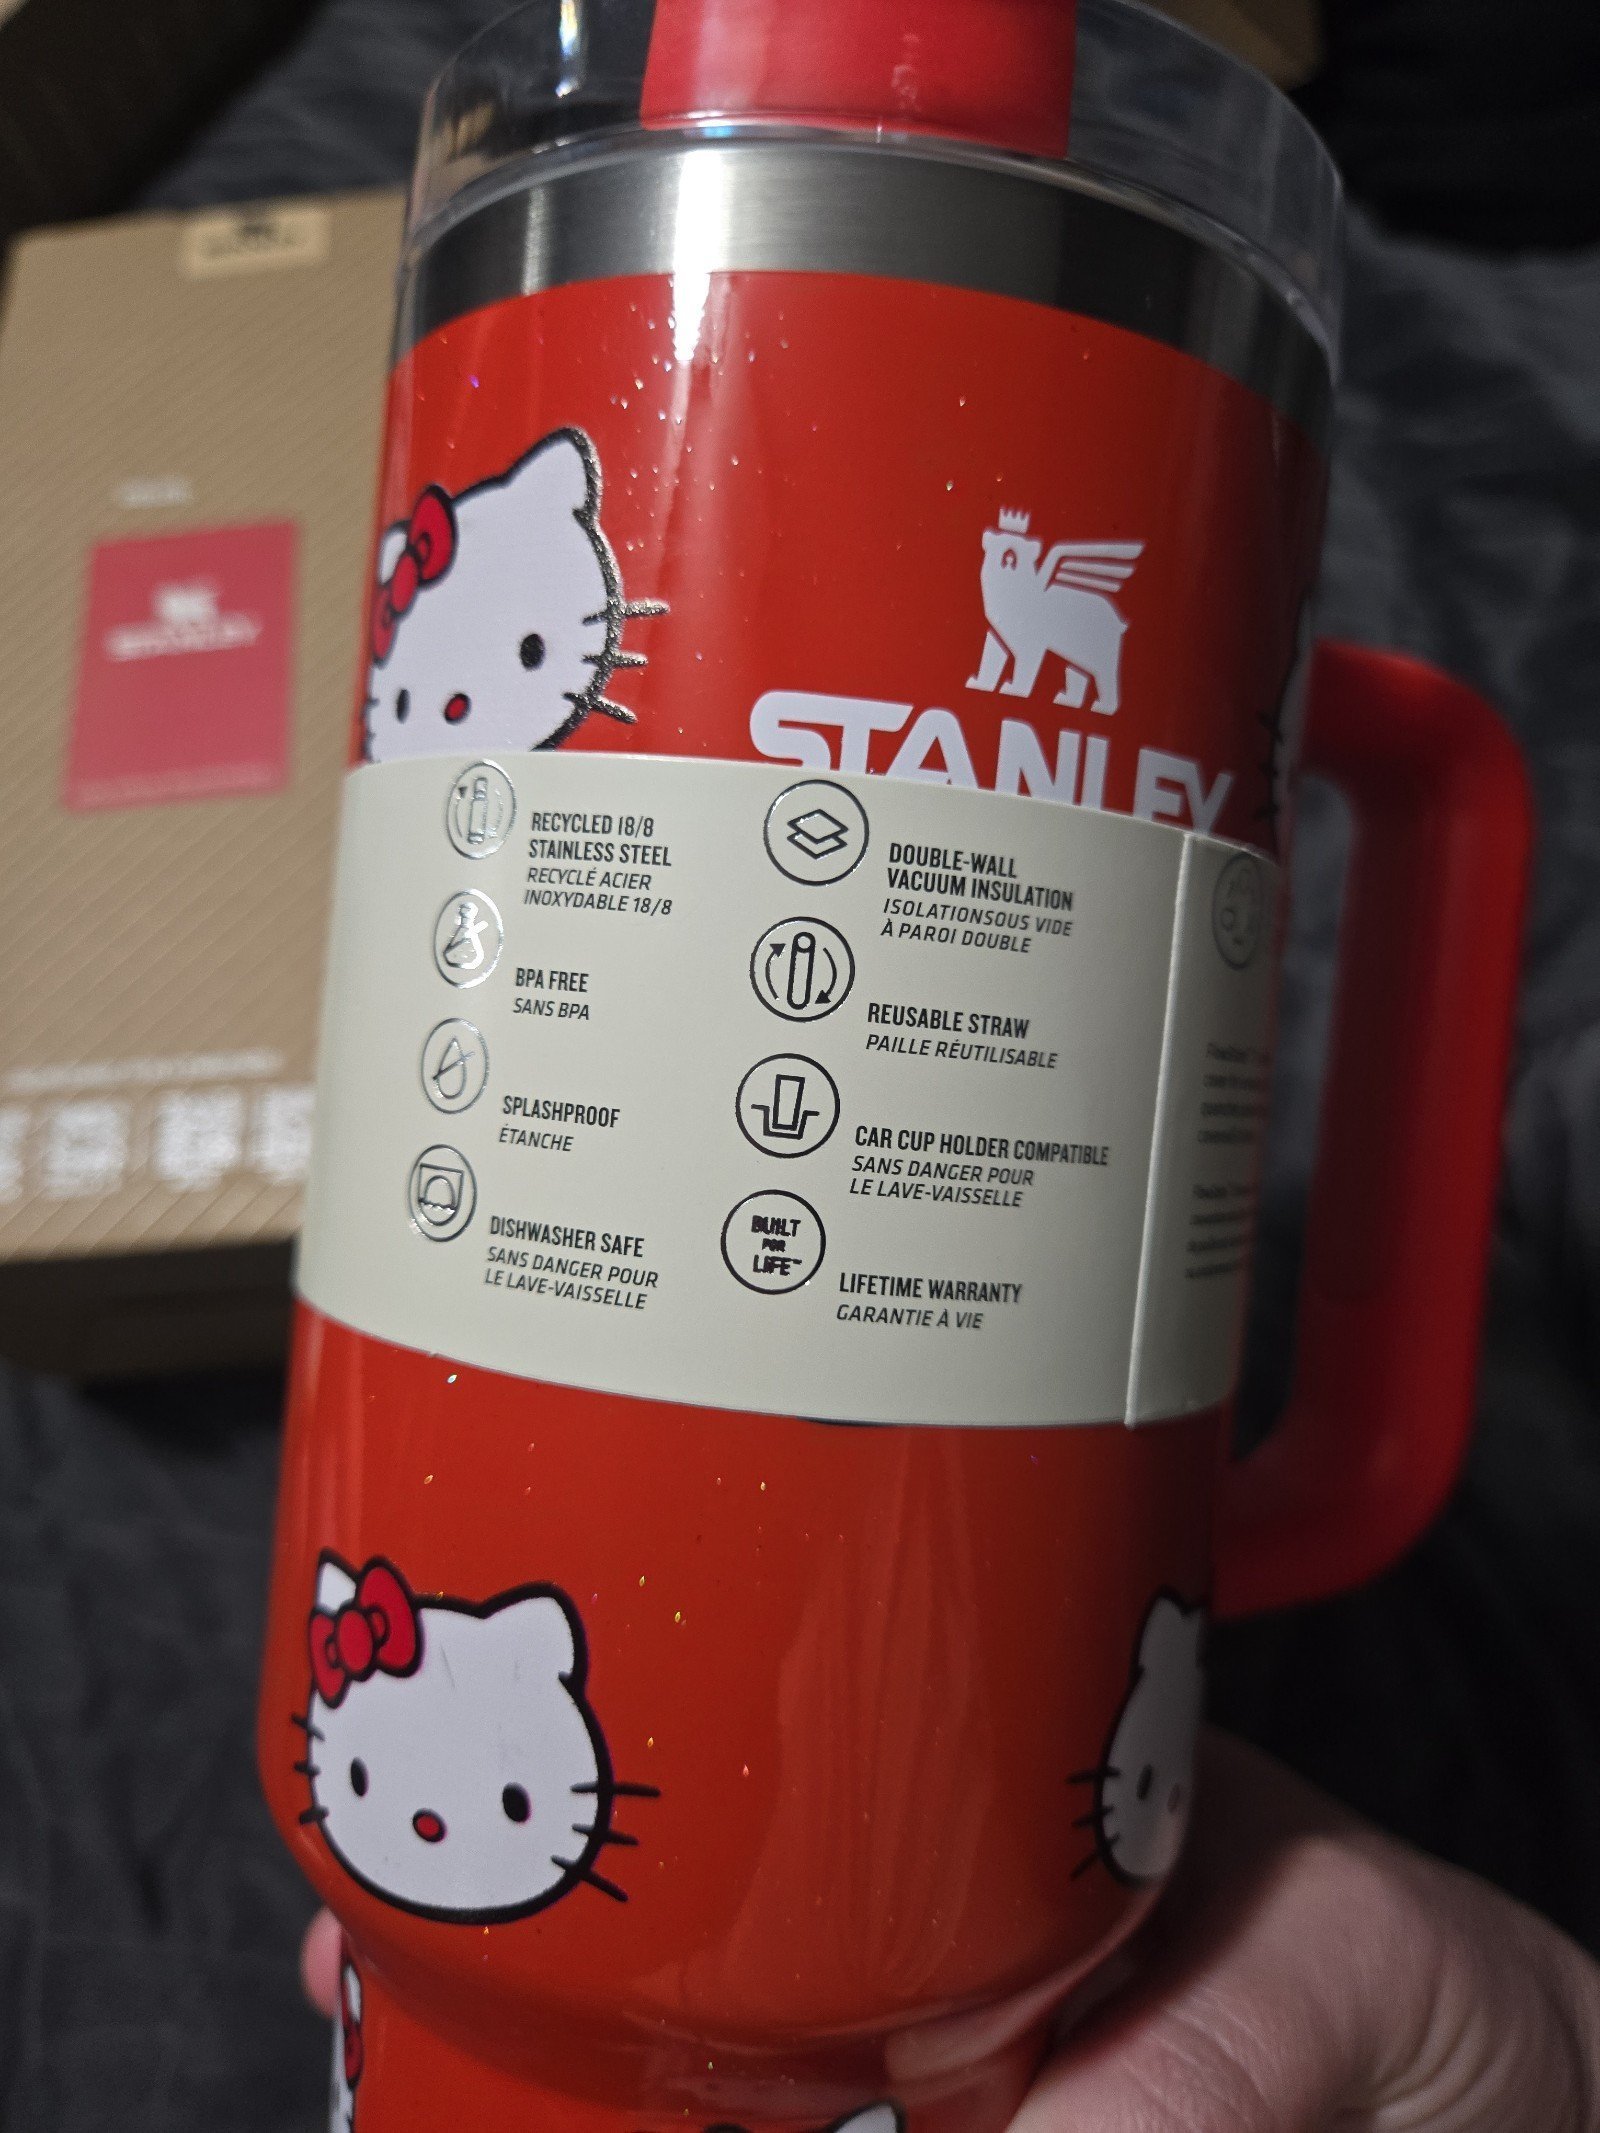 STANLEY
STANLEY
RECYCLED 18/8
STAINLESS STEEL
RECYCLÉ ACIER
INOXYDABLE 18/8
BPA FREE
SANS BPA
SPLASHPROOF
ÉTANCHE
DISHWASHER SAFE
SANS DANGER POUR
LE LAVE-VAISSELLE
DOUBLE-WALL
VACUUM INSULATION
ISOLATIONSOUS VIDE
À PAROI DOUBLE
REUSABLE STRAW
PAILLE RÉUTILISABLE
CAR CUP HOLDER COMPATIBLE
SANS DANGER POUR
LE LAVE-VAISSELLE
BUILT
FOR
LIFE™
LIFETIME WARRANTY
GARANTIE À VIE